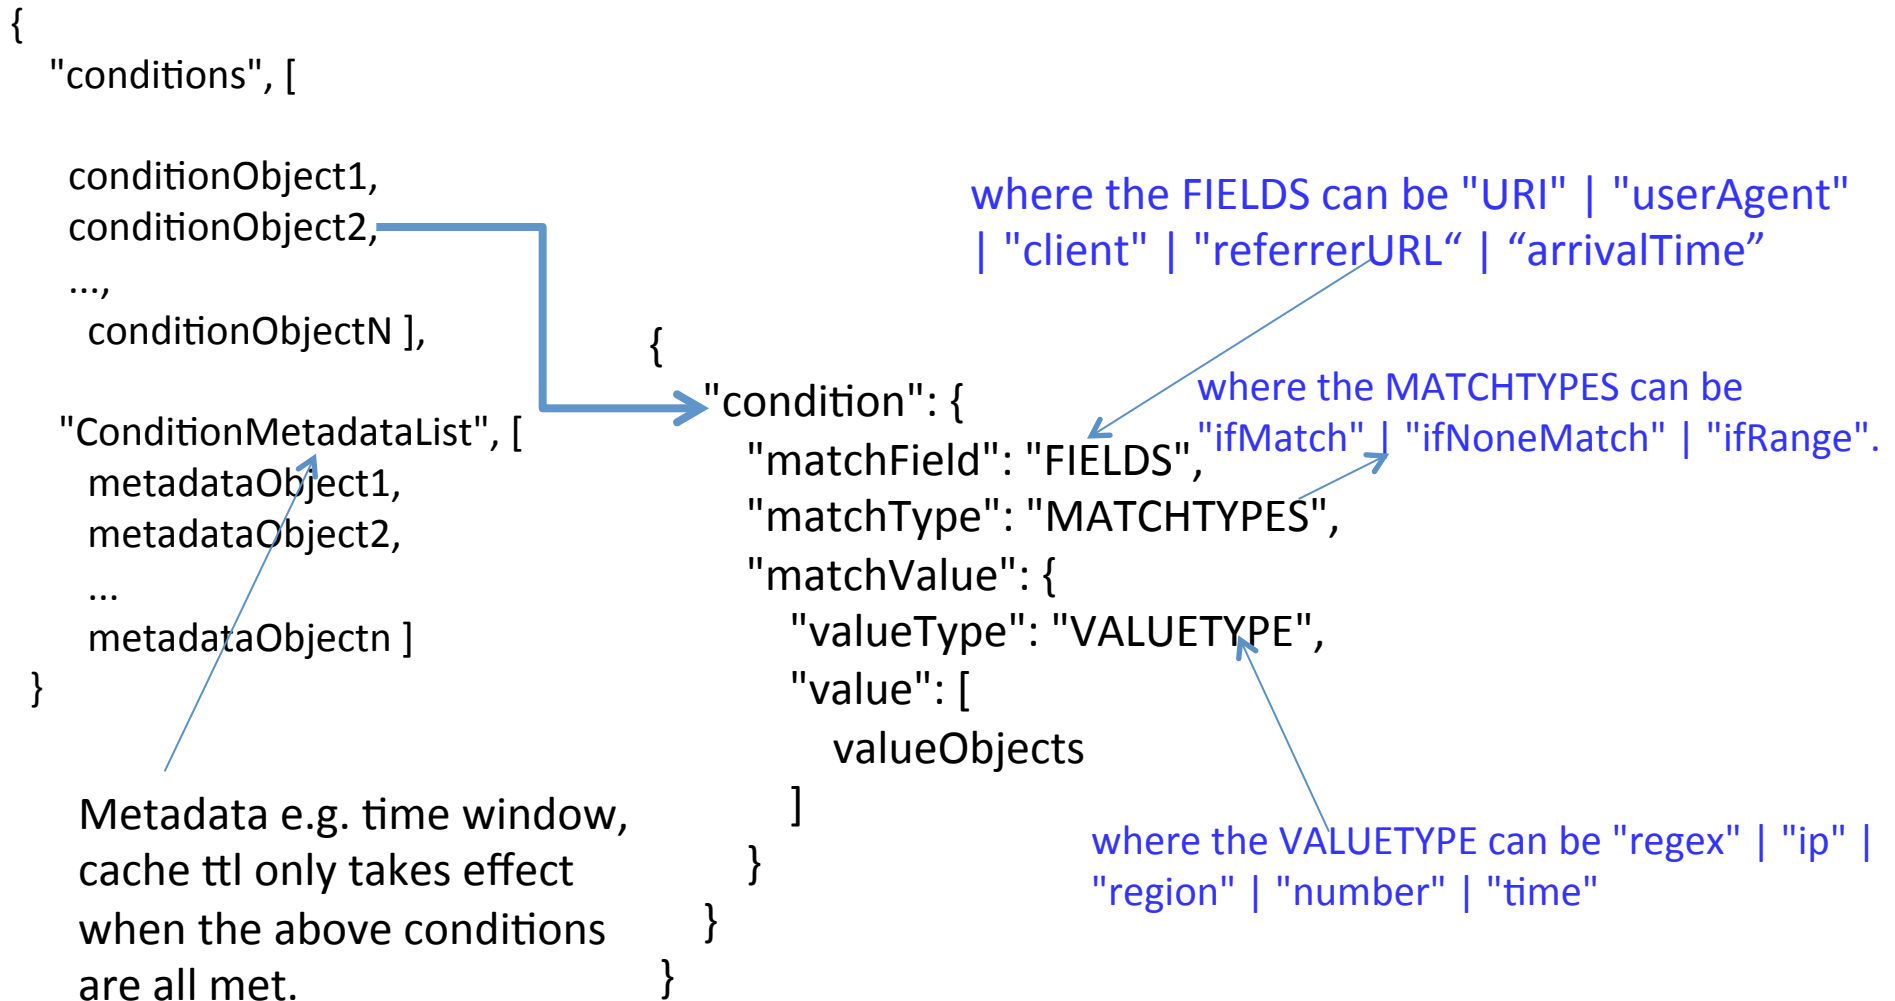 {
"conditions", [
conditionObject1,
conditionObject2,
...,
conditionObjectN ],
"ConditionMetadataList", [
metadataObject1,
metadataObject2,
...
metadataObjectn ]
}
Metadata e.g. time window,
cache ttl only takes effect
when the above conditions
are all met.
{
"condition": {
"matchField": "FIELDS",
"matchType": "MATCHTYPES",
"matchValue": {
"valueType": "VALUETYPE",
"value": [
valueObjects
]
}
}
}
where the FIELDS can be "URI" | "userAgent"
| "client" | "referrerURL“ | “arrivalTime”
where the MATCHTYPES can be
"ifMatch" | "ifNoneMatch" | "ifRange".
where the VALUETYPE can be "regex" | "ip" |
"region" | "number" | "time"